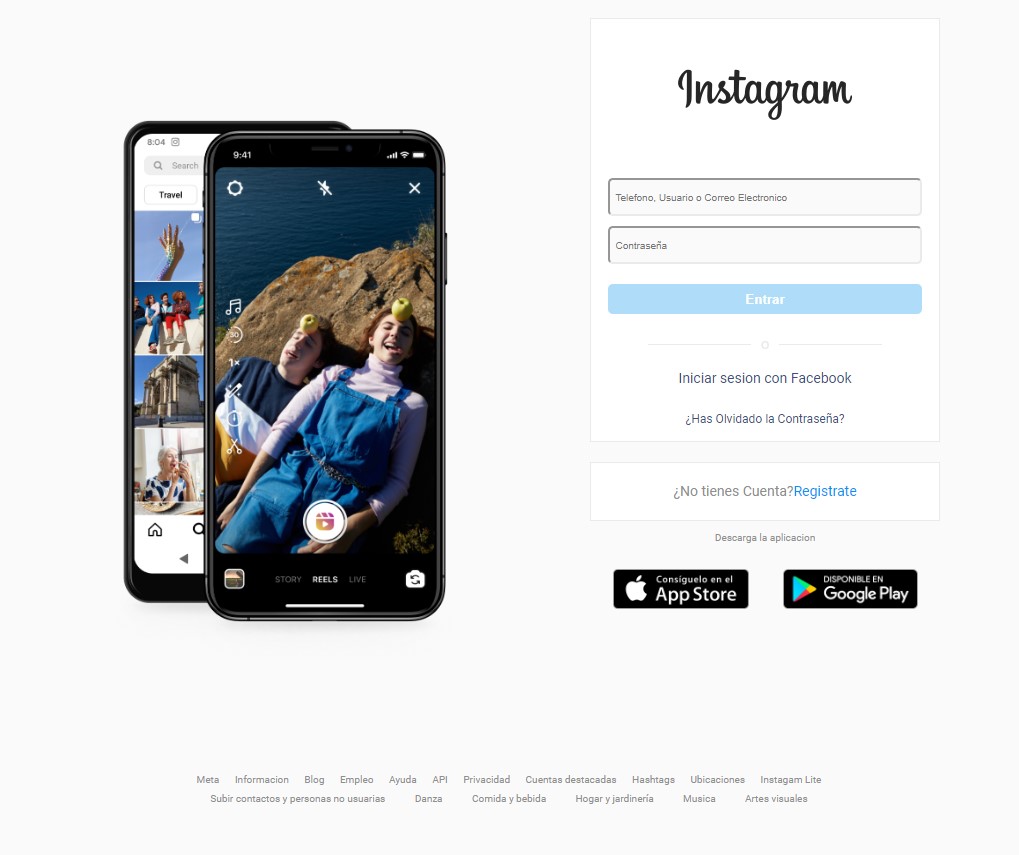 Instagram
8:04
Search
Travel
9:41
30
1×
STORY REELS LIVE
Telefono, Usuario o Correo Electronico
Contraseña
Entrar
O
Iniciar sesion con Facebook
¿Has Olvidado la Contraseña?
¿No tienes Cuenta?Registrate
Descarga la aplicacion
Consíguelo en el
App Store
DISPONIBLE EN
Google Play
Meta Informacion Blog Empleo Ayuda API Privacidad Cuentas destacadas Hashtags Ubicaciones Instagam Lite
Subir contactos y personas no usuarias Danza Comida y bebida Hogar y jardinería Musica Artes visuales